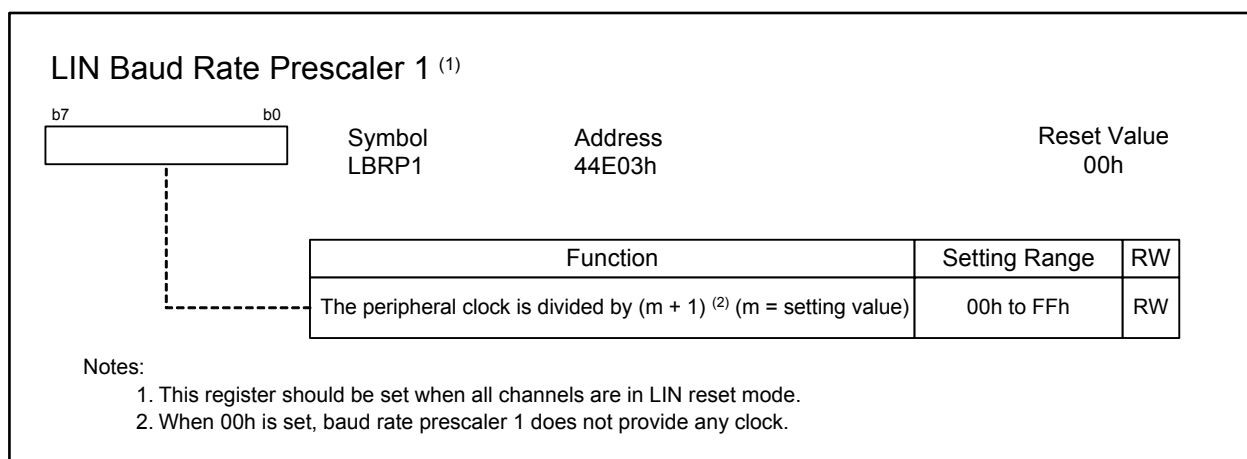 LIN Baud Rate Prescaler 1 (1)
b7 b0
Symbol Address Reset Value
LBRP1 44E03h 00h
Function Setting Range RW
The peripheral clock is divided by (m + 1) (2) (m = setting value) 00h to FFh RW
Notes:
1. This register should be set when all channels are in LIN reset mode.
2. When 00h is set, baud rate prescaler 1 does not provide any clock.